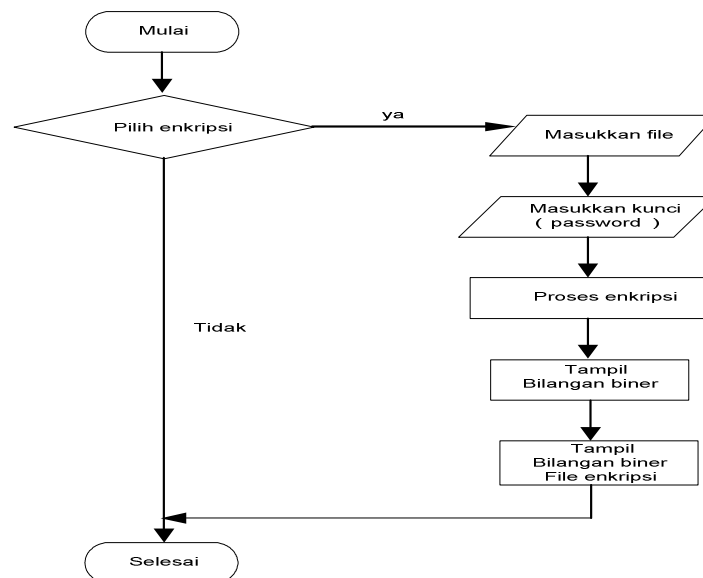 Mulai
Pilih enkripsi
ya
Masukkan file
Masukkan kunci
( password )
Proses enkripsi
Tidak
Tampil
Bilangan biner
Tampil
Bilangan biner
File enkripsi
Selesai